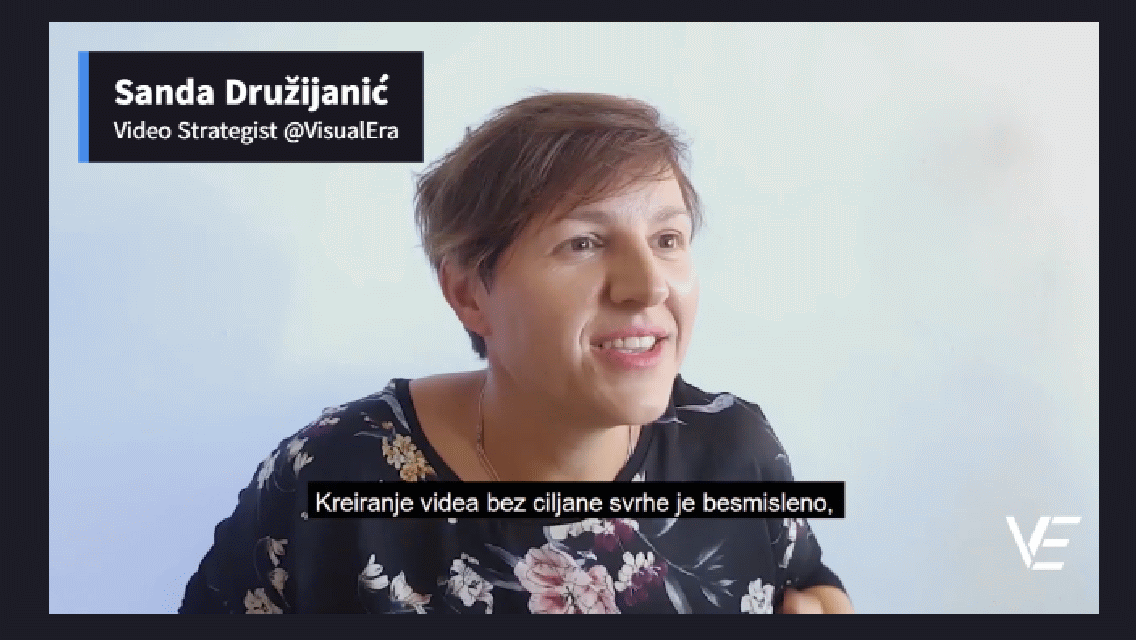 Sanda Družijanić
Video Strategist @VisualEra
Kreiranje videa bez ciljane svrhe je besmisleno,
VE